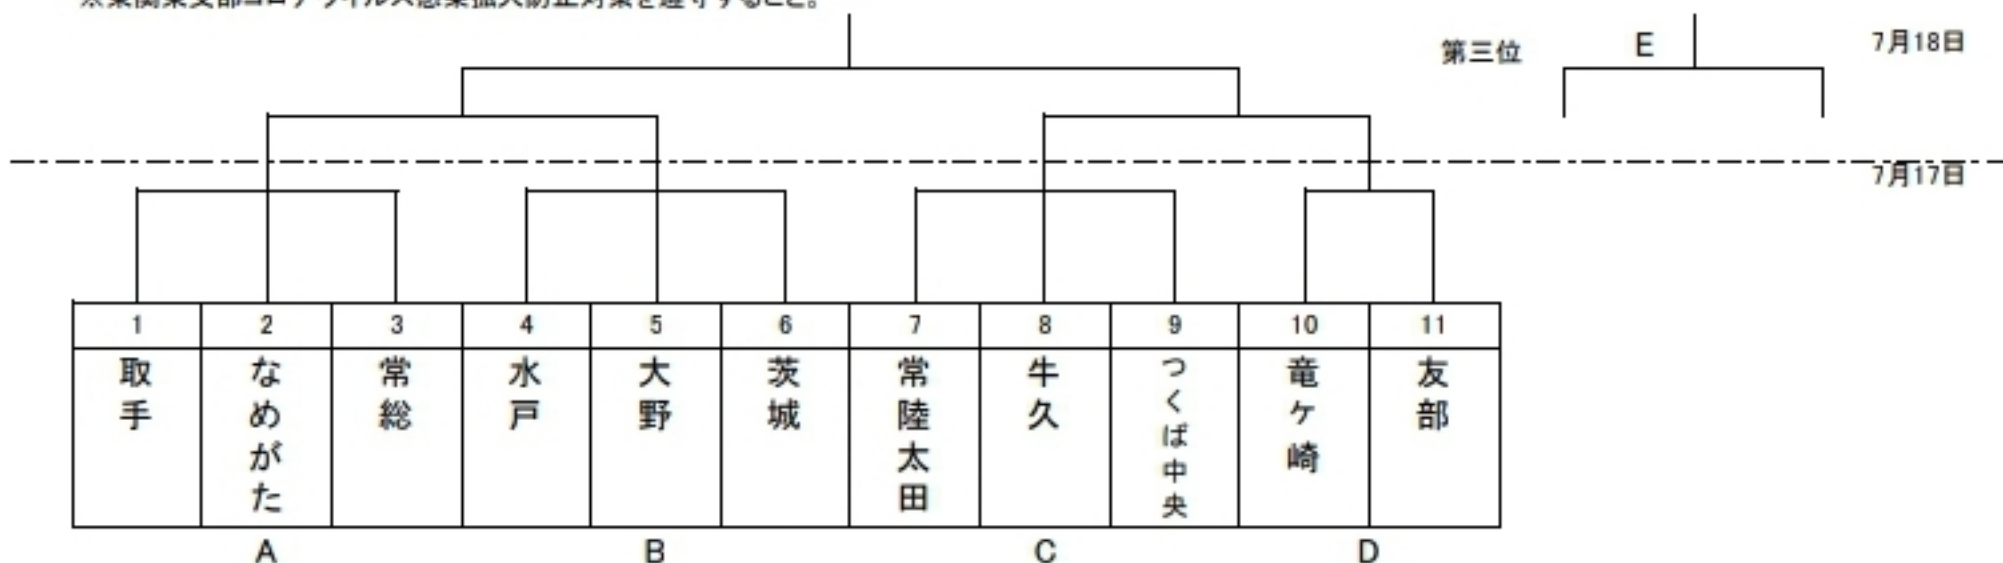 第三位 E 7月18日
7月17日
1 2 3 4 5 6 7 8 9 10 11
取手
なめがた
常総
水戸
大野
茨城
常陸太田
牛久
つくば中央
竜ケ崎
友部
A B C D